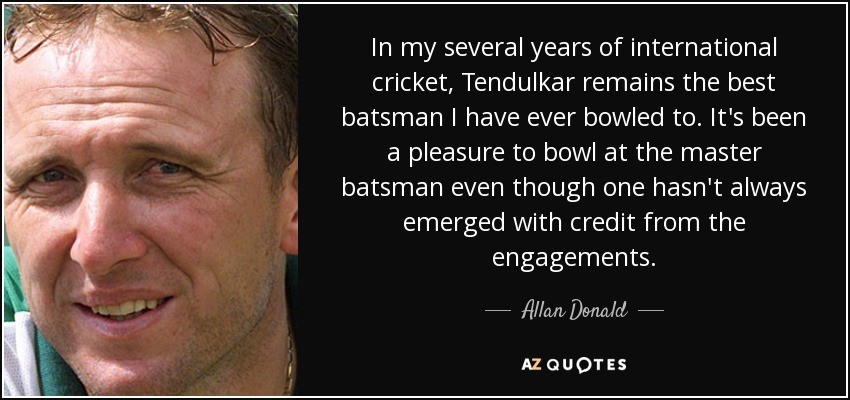 In my several years of international
cricket, Tendulkar remains the best
batsman I have ever bowled to. It's been
a pleasure to bowl at the master
batsman even though one hasn't always
emerged with credit from the
engagements.
Allan Donald
AZ QUOTES